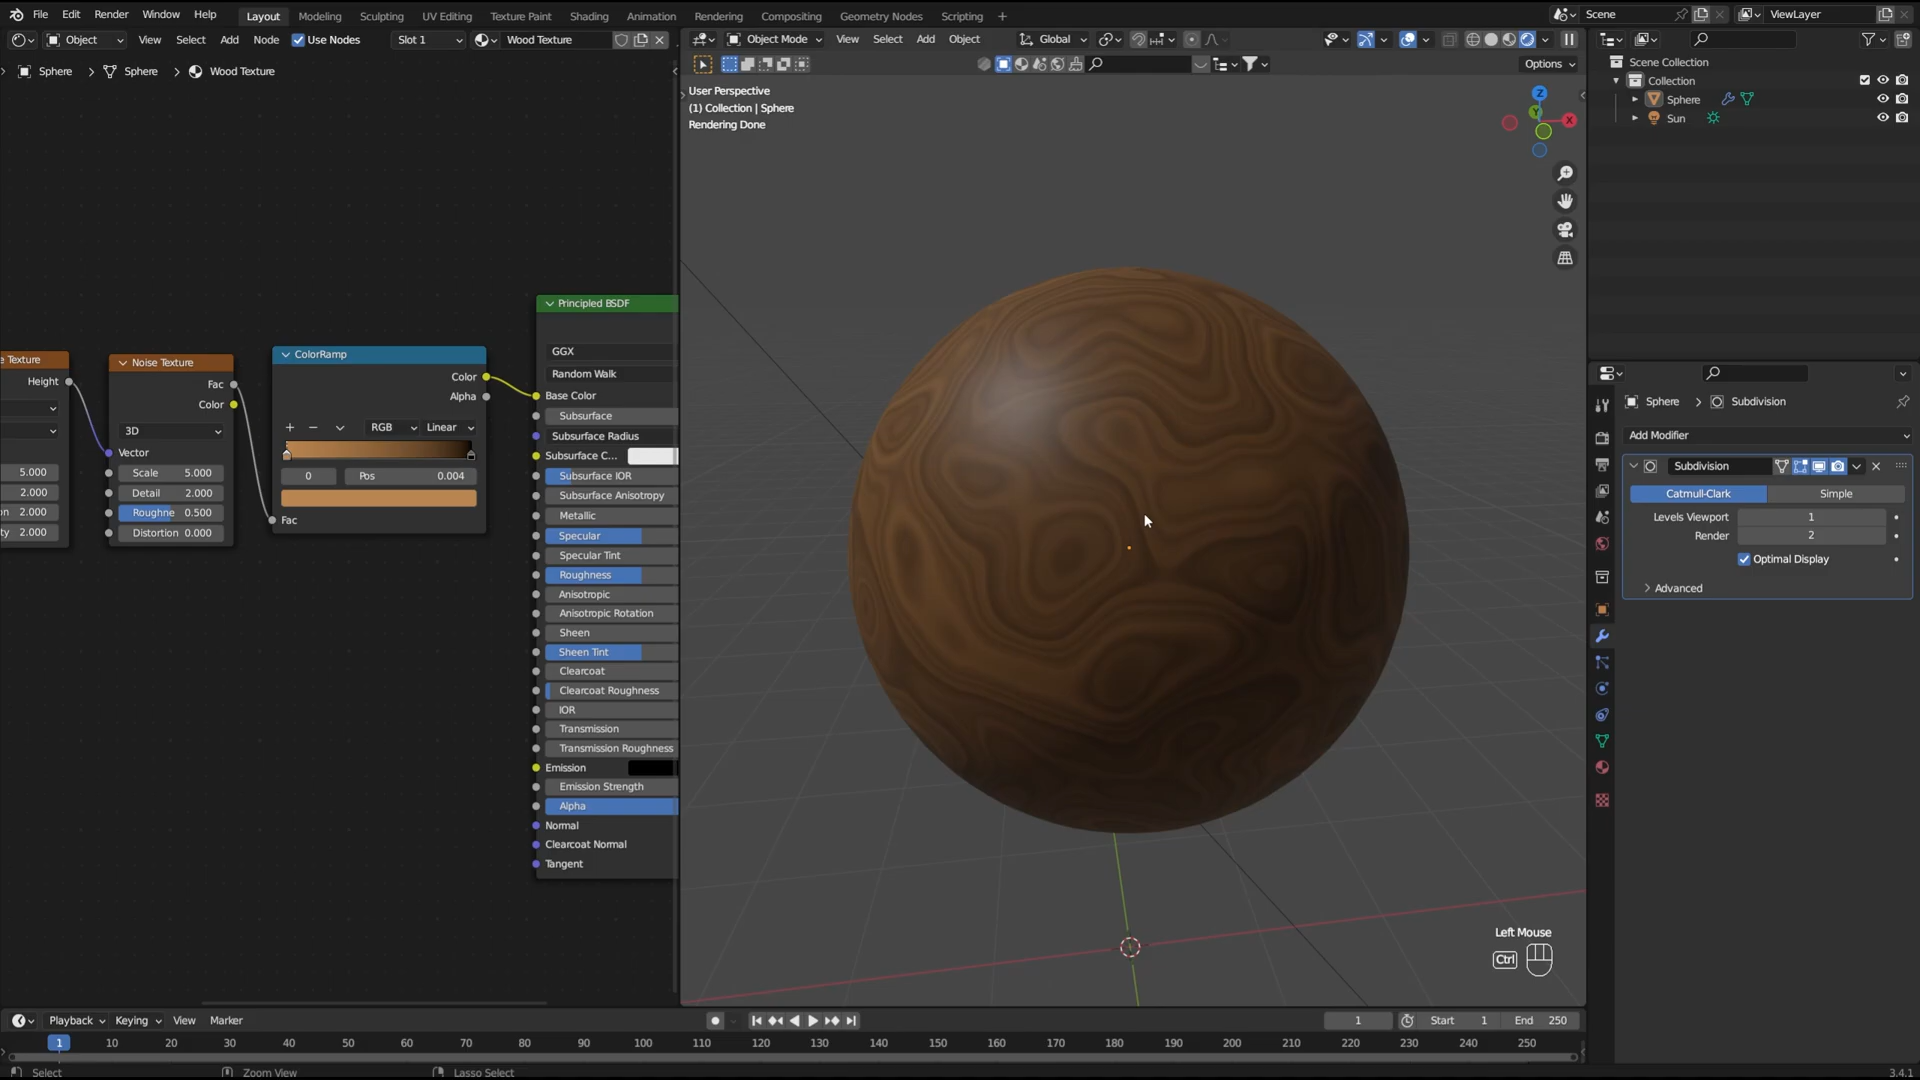 File Edit Render Window Help Layout Modeling Sculpting UV Editing Texture Paint Shading Animation Rendering Compositing Geometry Nodes Scripting + Scene ViewLayer
Object View Select Add Node Use Nodes Slot 1 Wood Texture Object Mode View Select Add Object Global
Sphere > Sphere > Wood Texture Options
User Perspective
(1) Collection | Sphere
Rendering Done
Z
Y
X
Scene Collection
Collection
Sphere
Sun
e Texture
Height
5.000
2.000
n 2.000
ty 2.000
Noise Texture
Fac
Color
3D
Vector
Scale 5.000
Detail 2.000
Roughne 0.500
Distortion 0.000
ColorRamp
Color
Alpha
+ − RGB Linear
0 Pos 0.004
Fac
Principled BSDF
GGX
Random Walk
Base Color
Subsurface
Subsurface Radius
Subsurface C...
Subsurface IOR
Subsurface Anisotropy
Metallic
Specular
Specular Tint
Roughness
Anisotropic
Anisotropic Rotation
Sheen
Sheen Tint
Clearcoat
Clearcoat Roughness
IOR
Transmission
Transmission Roughness
Emission
Emission Strength
Alpha
Normal
Clearcoat Normal
Tangent
Sphere > Subdivision
Add Modifier
Subdivision
Catmull-Clark Simple
Levels Viewport 1
Render 2
Optimal Display
Advanced
Left Mouse
Ctrl
Playback Keying View Marker 1 Start 1 End 250
1 10 20 30 40 50 60 70 80 90 100 110 120 130 140 150 160 170 180 190 200 210 220 230 240 250
Select Zoom View Lasso Select 3.4.1